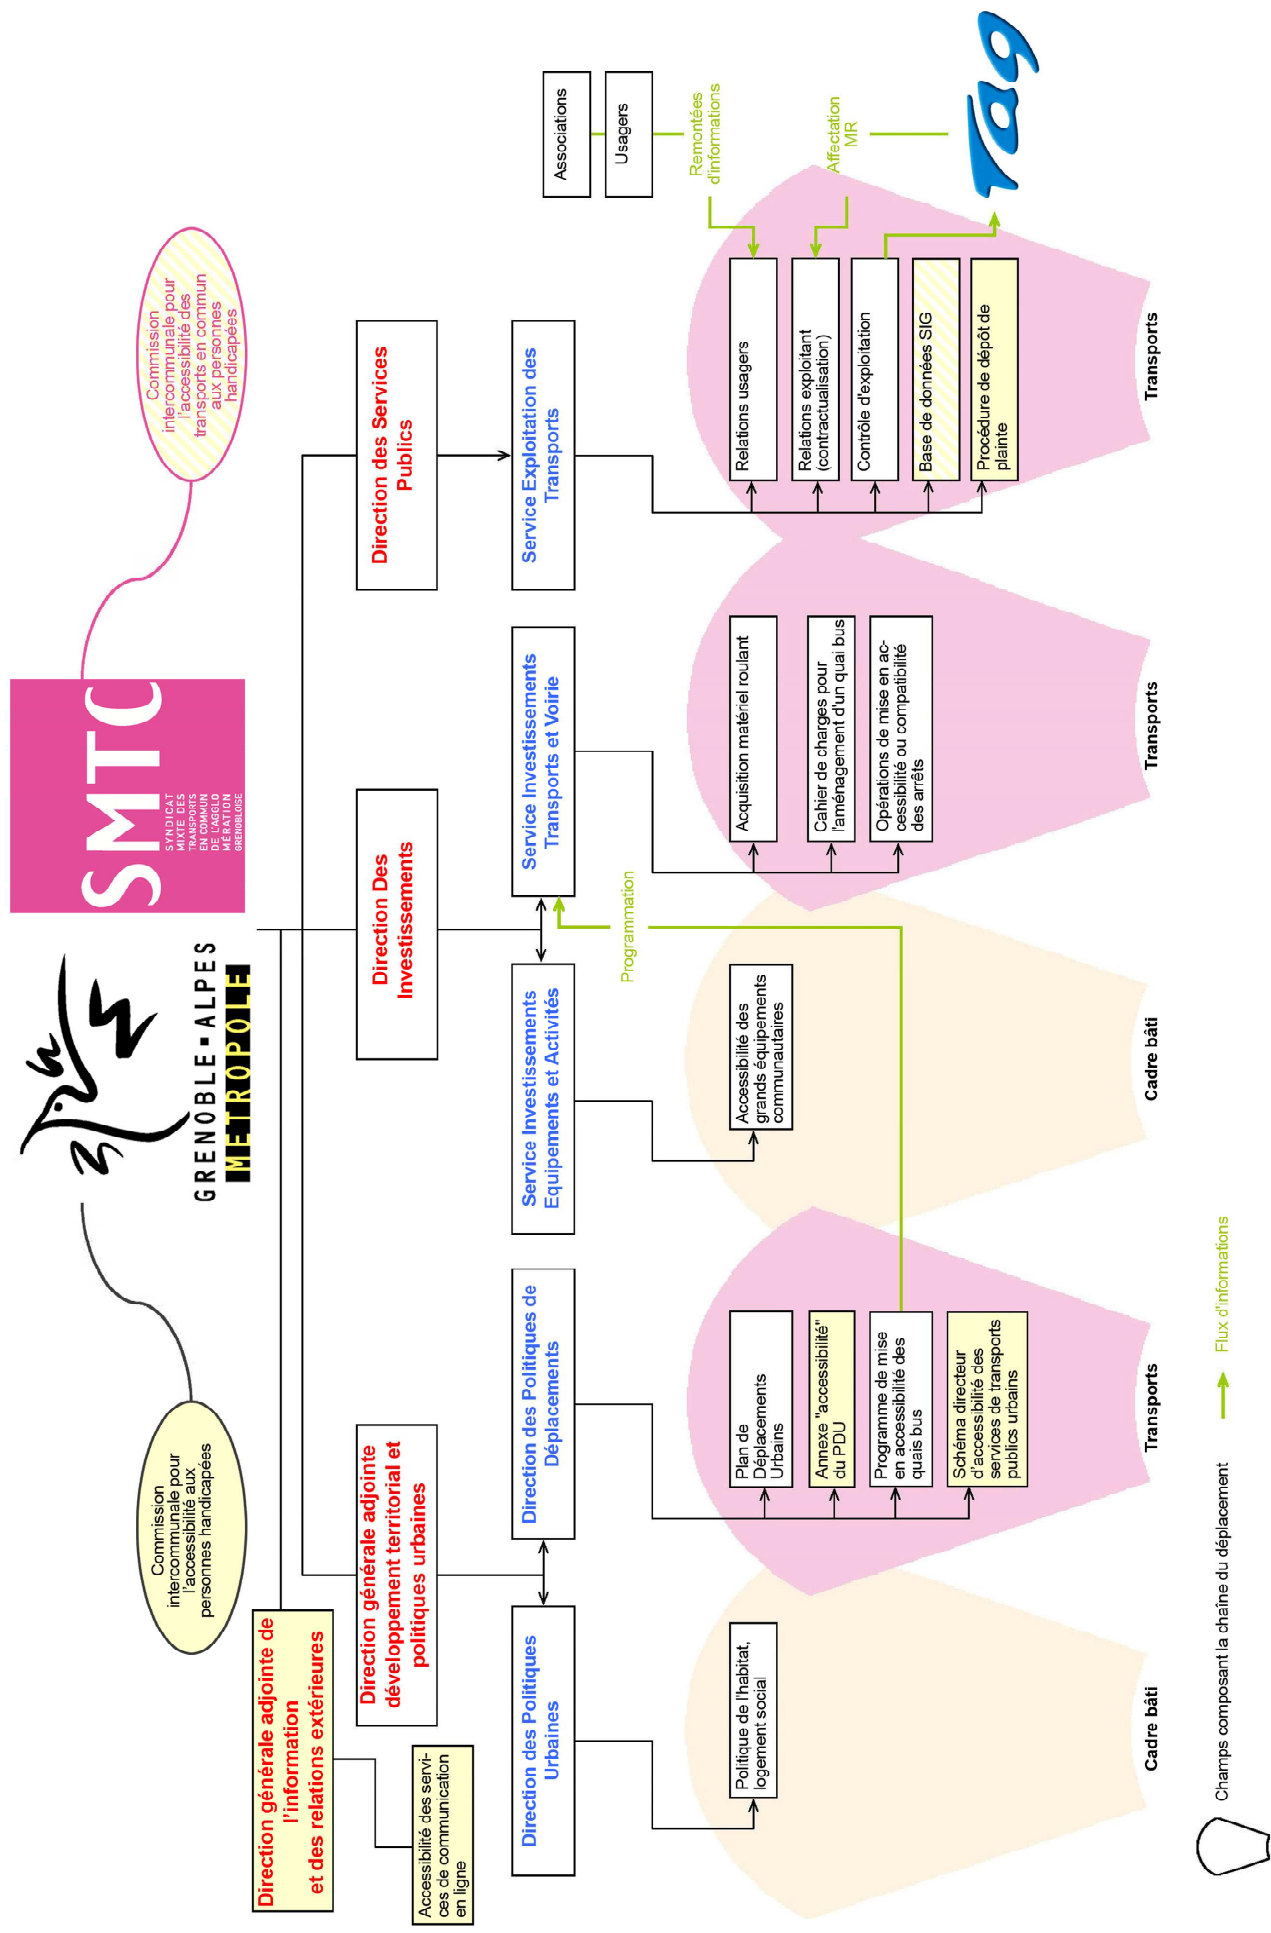 SMTC
SYNDICAT
MIXTE DES
TRANSPORTS
EN COMMUN
DE L'AGGLO
MÉRATION
GRENOBLOISE
GRENOBLE-ALPES
METROPOLE
Commission
intercommunale pour
l'accessibilité aux
personnes handicapées
Commission
intercommunale pour
l'accessibilité des
transports en commun
aux personnes
handicapées
Direction générale adjointe de
l'information
et des relations extérieures
Accessibilité des servi-
ces de communication
en ligne
Direction générale adjointe
développement territorial et
politiques urbaines
Direction Des
Investissements
Direction des Services
Publics
Direction des Politiques
Urbaines
Direction des Politiques de
Déplacements
Service Investissements
Equipements et Activités
Service Investissements
Transports et Voirie
Service Exploitation des
Transports
Associations
Usagers
Programmation
Remontées
d'informations
Affectation
MR
Tag
Politique de l'habitat,
logement social
Plan de
Déplacements
Urbains
Annexe "accessibilité"
du PDU
Programme de mise
en accessibilité des
quais bus
Schéma directeur
d'accessibilité des
services de transports
publics urbains
Accessibilité des
grands équipements
communautaires
Acquisition matériel roulant
Cahier de charges pour
l'aménagement d'un quai bus
Opérations de mise en ac-
cessibilité ou compatibilité
des arrêts
Relations usagers
Relations exploitant
(contractualisation)
Contrôle d'exploitation
Base de données SIG
Procédure de dépôt de
plainte
Cadre bâti
Transports
Cadre bâti
Transports
Transports
Champs composant la chaîne du déplacement
Flux d'informations